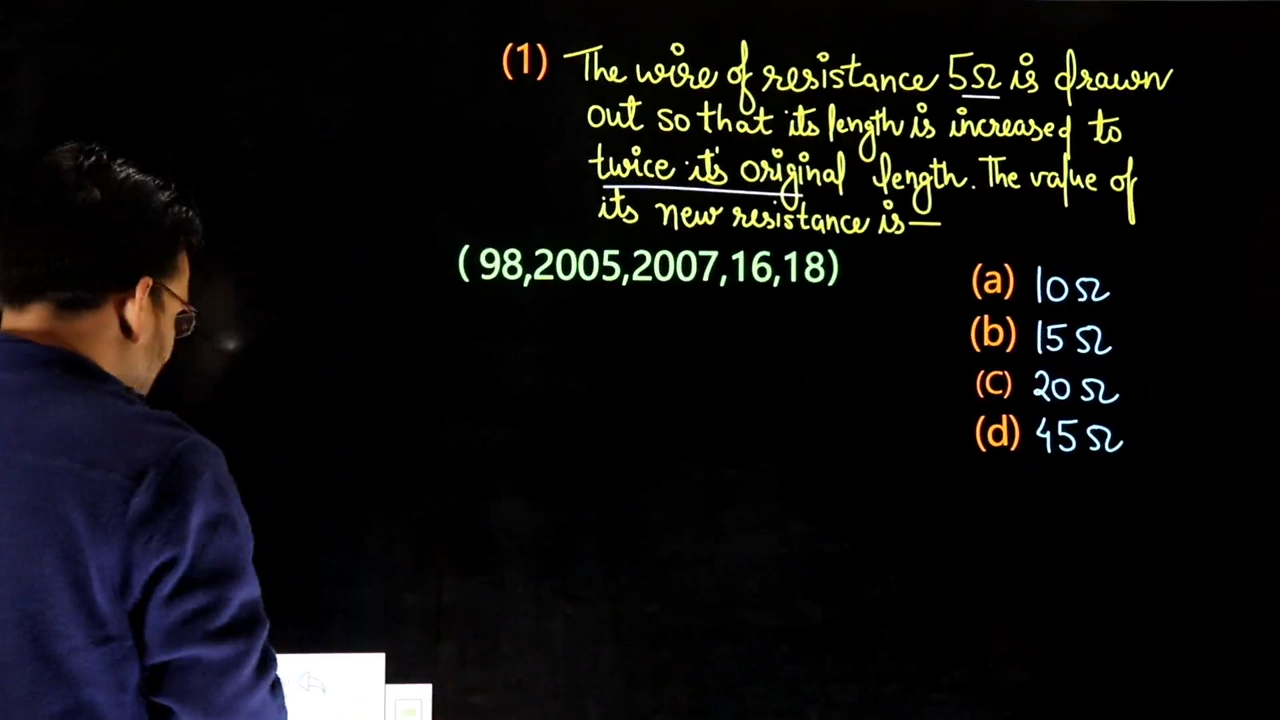 (1) The wire of resistance 5Ω is drawn
out so that its length is increased to
twice it's original length. The value of
its new resistance is—
(98,2005,2007,16,18)
(a) 10Ω
(b) 15Ω
(c) 20Ω
(d) 45Ω